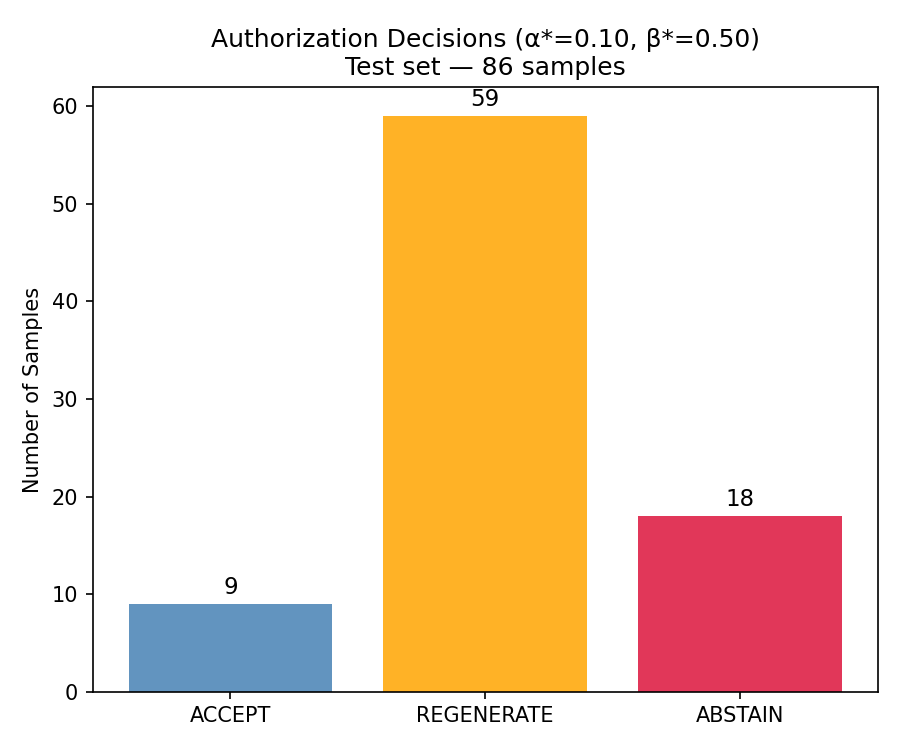 Authorization Decisions (α*=0.10, β*=0.50)
Test set — 86 samples
Number of Samples
60
50
40
30
20
10
0
9
59
18
ACCEPT
REGENERATE
ABSTAIN